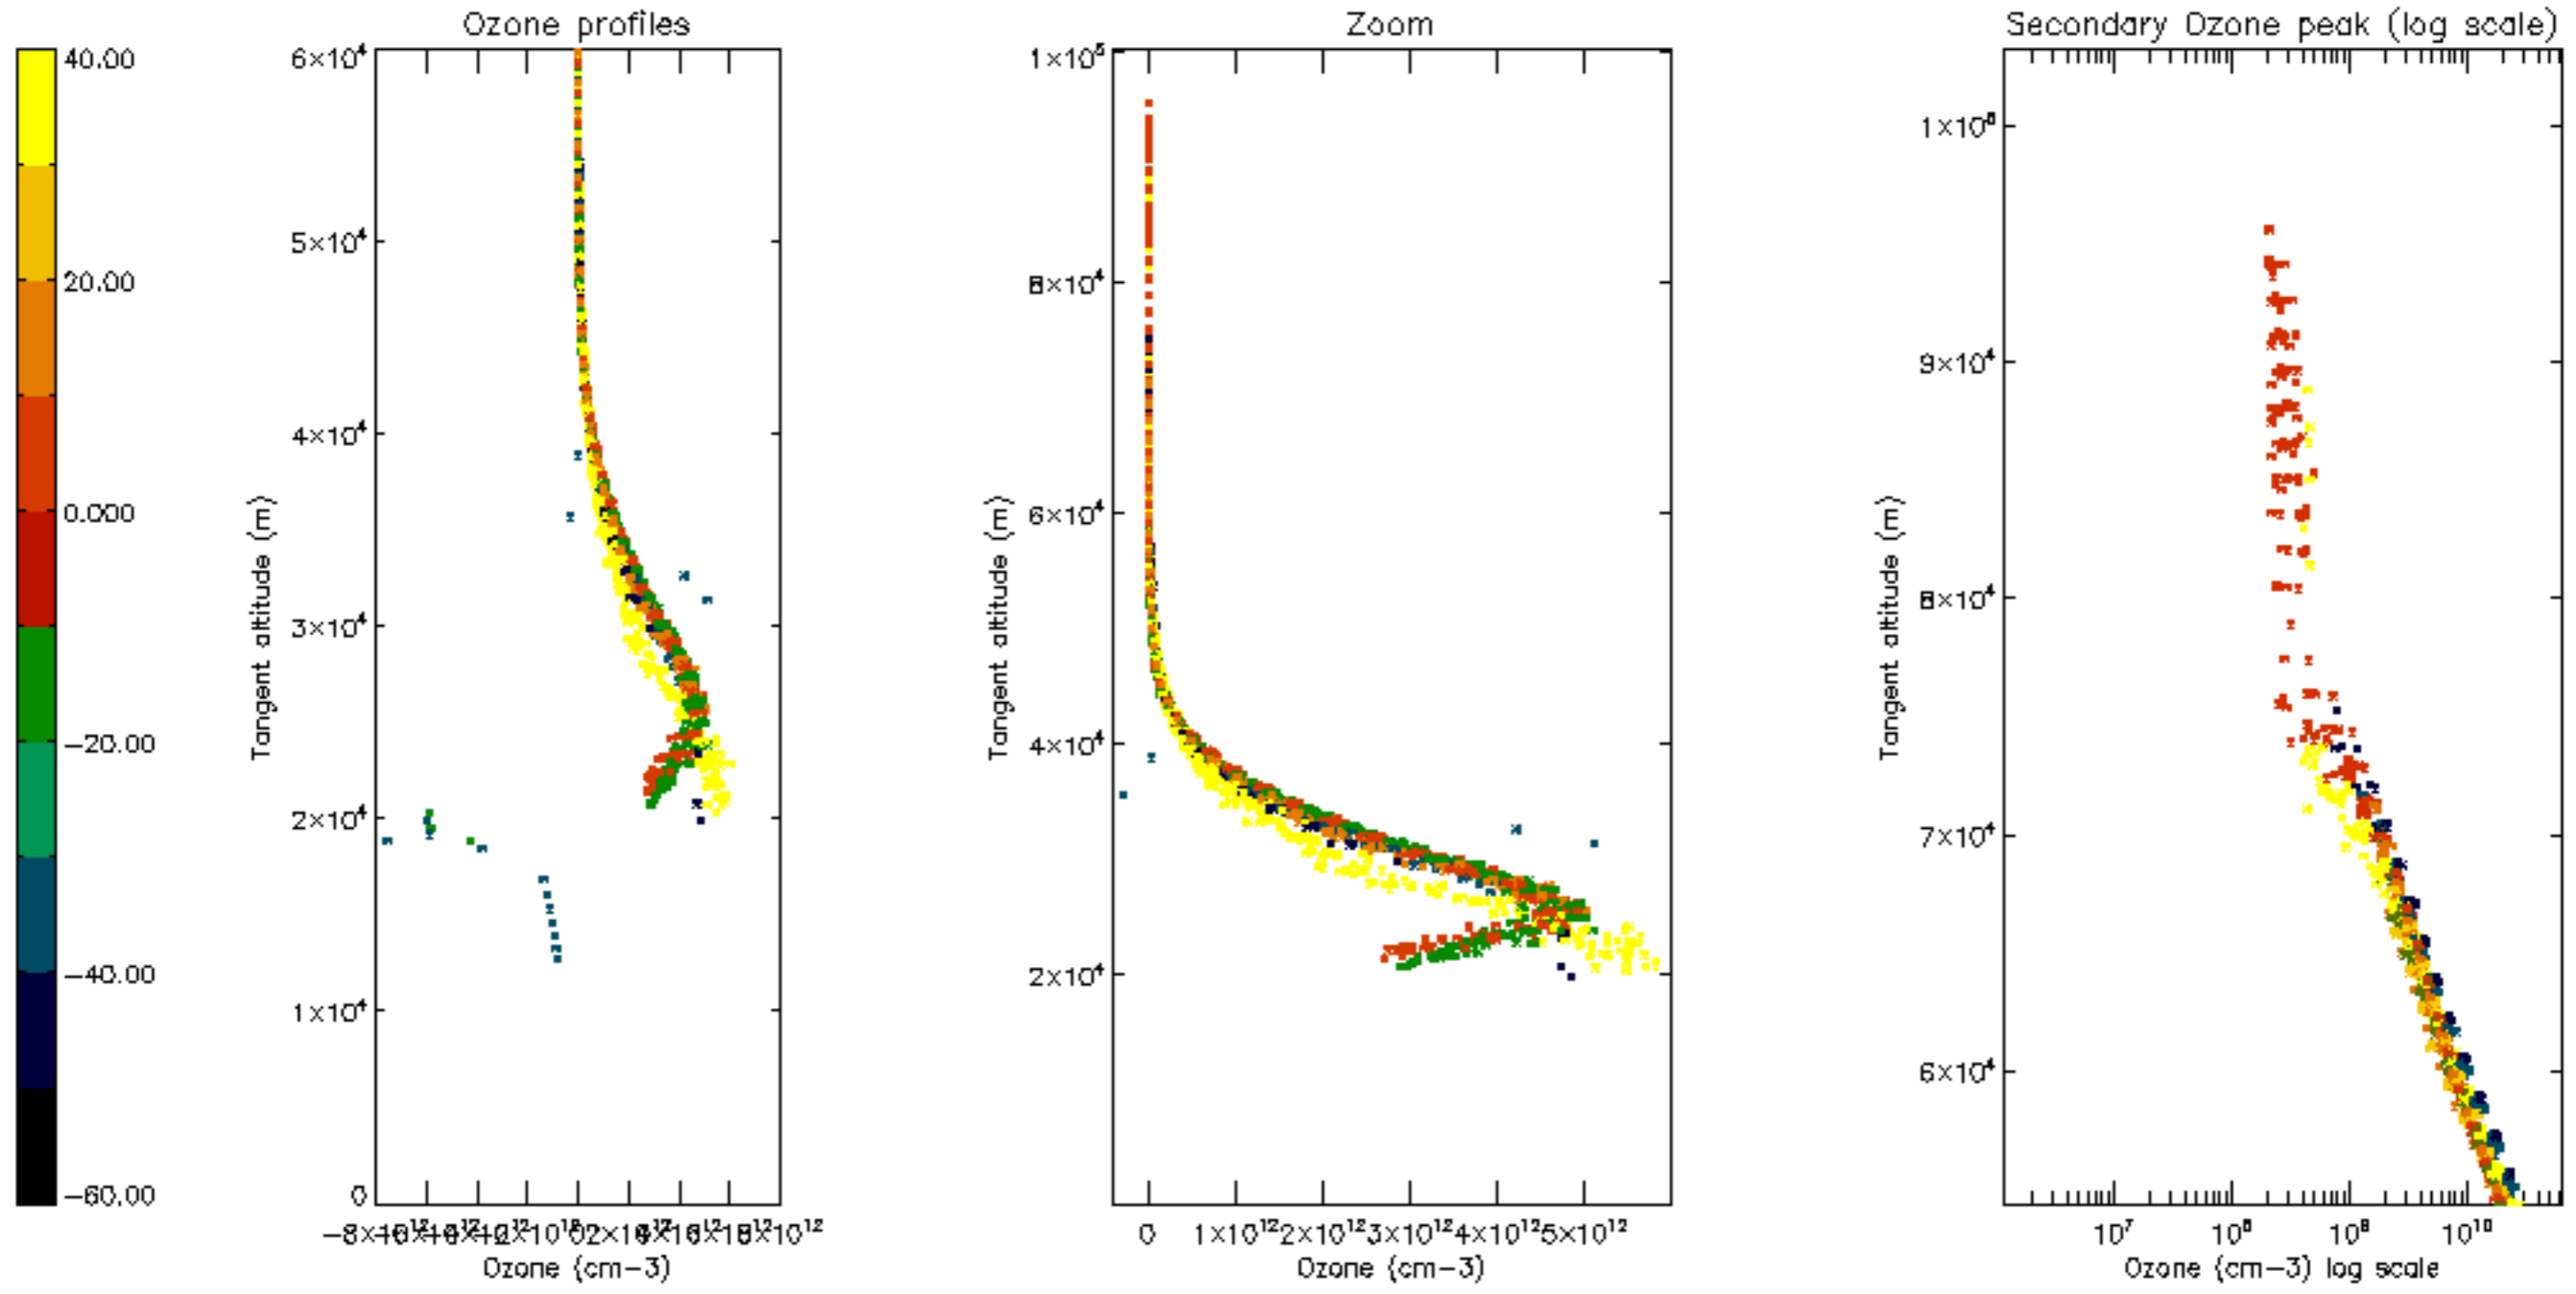 Ozone profiles
Zoom
Secondary Ozone peak (log scale)
40.00
20.00
0.000
−20.00
−40.00
−60.00
6×10⁴
5×10⁴
4×10⁴
3×10⁴
2×10⁴
1×10⁴
0
Tangent altitude (m)
Ozone (cm−3)
1×10⁵
8×10⁴
6×10⁴
4×10⁴
2×10⁴
Tangent altitude (m)
0 1×10¹² 2×10¹² 3×10¹² 4×10¹² 5×10¹²
Ozone (cm−3)
9×10⁴
8×10⁴
7×10⁴
6×10⁴
Tangent altitude (m)
10⁷ 10⁸ 10⁹ 10¹⁰
Ozone (cm−3) log scale